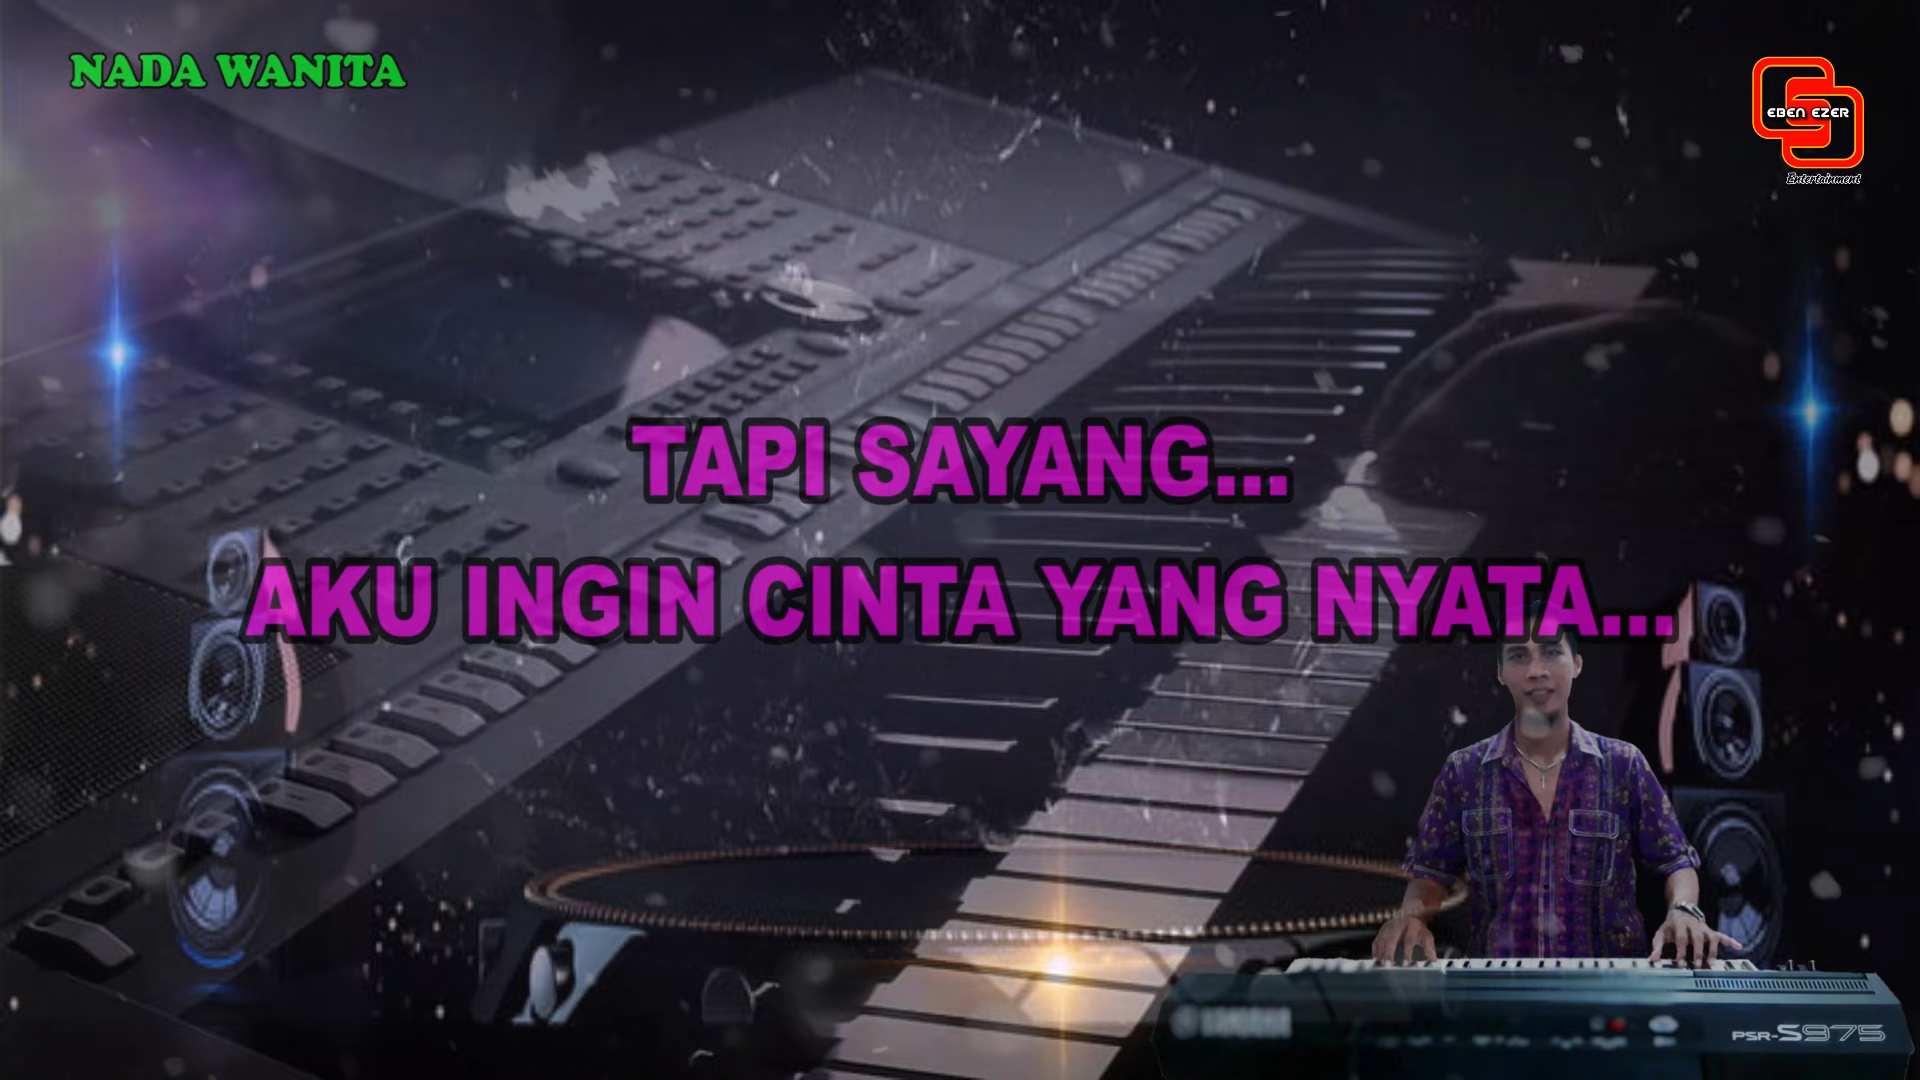 NADA WANITA
EBEN EZER
Entertainment
TAPI SAYANG...
AKU INGIN CINTA YANG NYATA...
PSR-S975